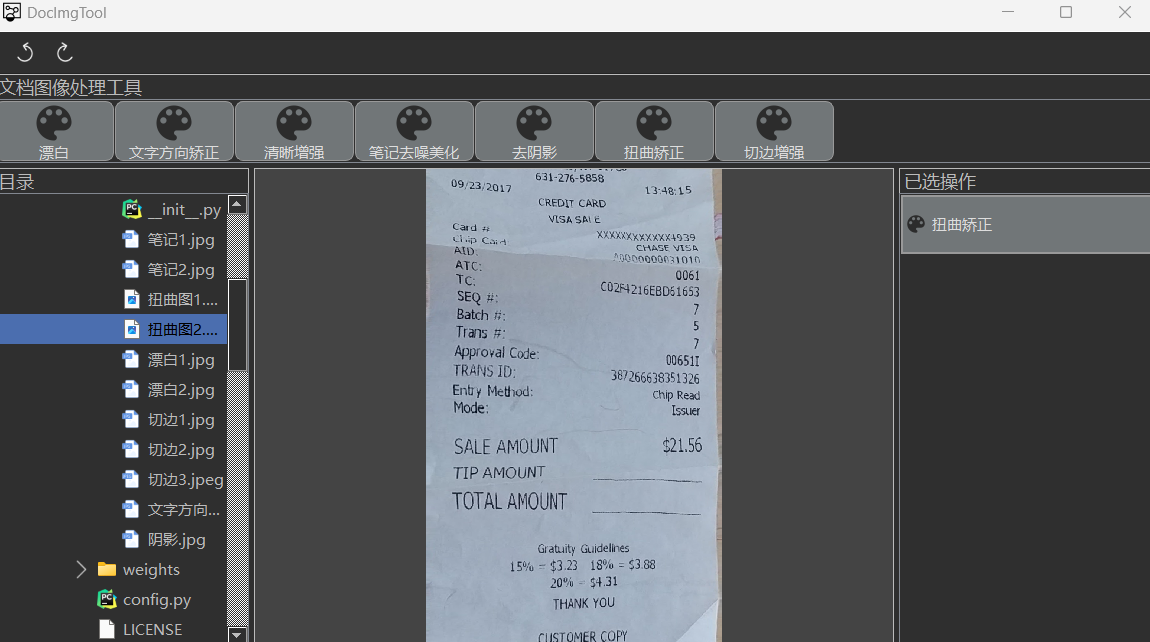 DocImgTool
文档图像处理工具
漂白
文字方向矫正
清晰增强
笔记去噪美化
去阴影
扭曲矫正
切边增强
目录
__init__.py
笔记1.jpg
笔记2.jpg
扭曲图1....
扭曲图2....
漂白1.jpg
漂白2.jpg
切边1.jpg
切边2.jpg
切边3.jpeg
文字方向...
阴影.jpg
weights
config.py
LICENSE
631-276-5858
09/23/2017 13:48:15
CREDIT CARD
VISA SALE
Card # XXXXXXXXXXXX4939
Chip Card CHASE VISA
AID: A0000000031010
ATC: 0061
TC: C02F4216EBD61653
SEQ #: 7
Batch #: 5
Trans #: 7
Approval Code: 00651I
TRANS ID: 387266638351326
Entry Method: Chip Read
Mode: Issuer
SALE AMOUNT $21.56
TIP AMOUNT
TOTAL AMOUNT
Gratuity Guidelines
15% = $3.23 18% = $3.88
20% = $4.31
THANK YOU
CUSTOMER COPY
已选操作
扭曲矫正